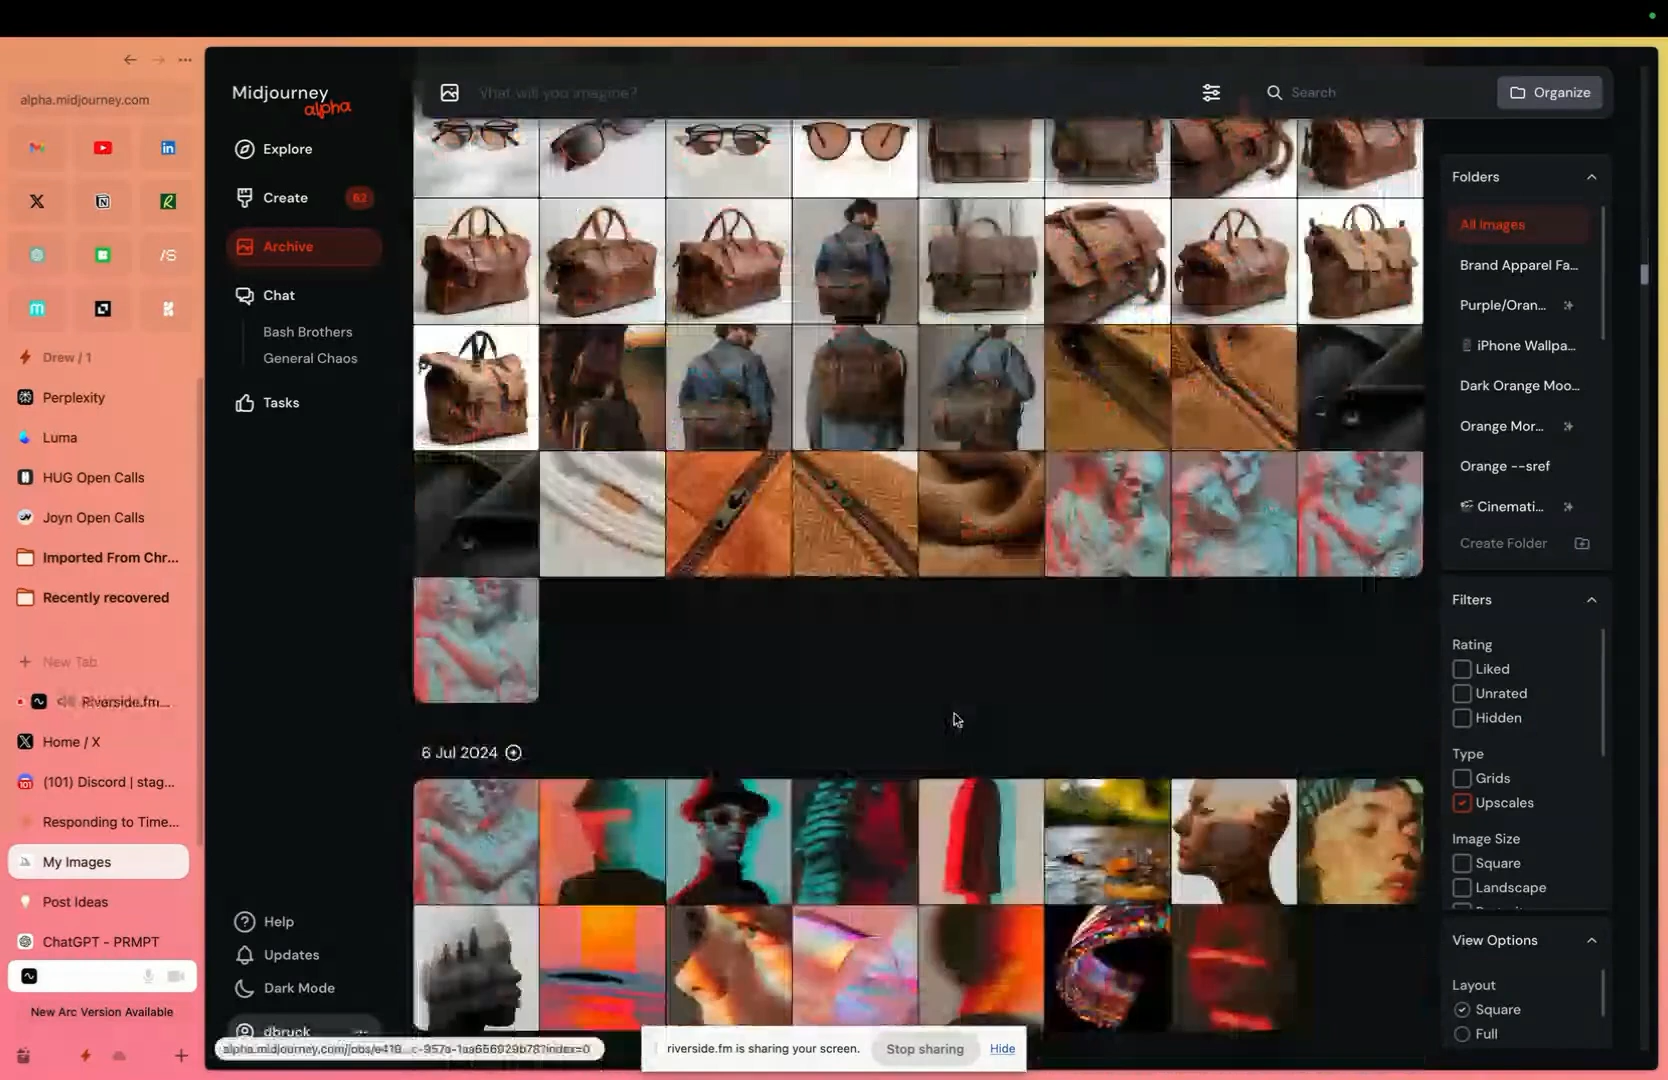 alpha.midjourney.com
Drew / 1
Perplexity
Luma
HUG Open Calls
Joyn Open Calls
Imported From Chr...
Recently recovered
New Tab
Riverside.fm...
Home / X
(101) Discord | stag...
Responding to Time...
My Images
Post Ideas
ChatGPT - PRMPT
New Arc Version Available
Midjourney
alpha
Explore
Create 62
Archive
Chat
Bash Brothers
General Chaos
Tasks
Help
Updates
Dark Mode
dbruck
What will you imagine?
Search
Organize
6 Jul 2024
Folders
All Images
Brand Apparel Fa...
Purple/Oran...
iPhone Wallpa...
Dark Orange Moo...
Orange Mor...
Orange --sref
Cinemati...
Create Folder
Filters
Rating
Liked
Unrated
Hidden
Type
Grids
Upscales
Image Size
Square
Landscape
View Options
Layout
Square
Full
riverside.fm is sharing your screen.
Stop sharing
Hide